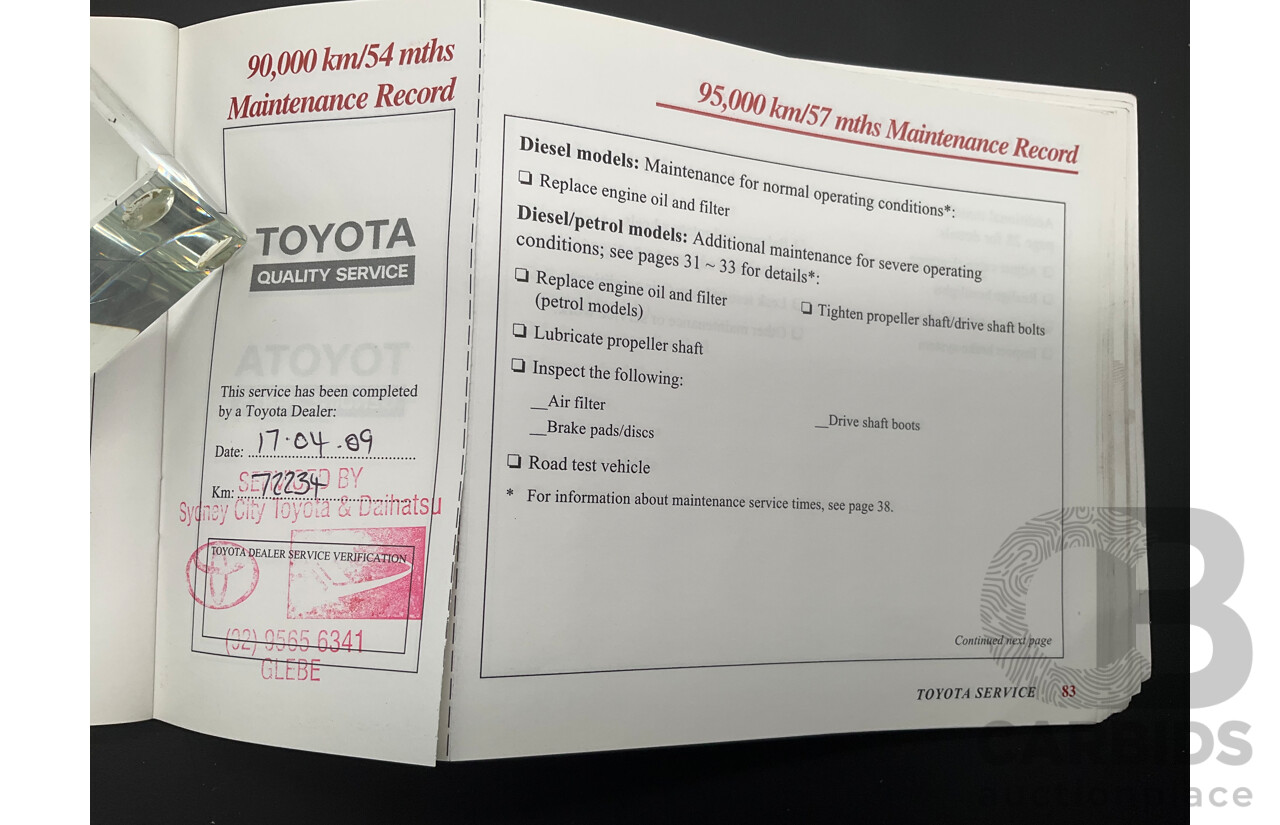 90,000 km/54 mths
Maintenance Record
TOYOTA
QUALITY SERVICE
This service has been completed
by a Toyota Dealer:
Date: 17.04.09
Km: 72234
SERVICED BY
Sydney City Toyota & Daihatsu
TOYOTA DEALER SERVICE VERIFICATION
(02) 9565 6341
GLEBE
95,000 km/57 mths Maintenance Record
Diesel models: Maintenance for normal operating conditions*:
❏ Replace engine oil and filter
Diesel/petrol models: Additional maintenance for severe operating
conditions; see pages 31 ~ 33 for details*:
❏ Replace engine oil and filter
(petrol models)
❏ Tighten propeller shaft/drive shaft bolts
❏ Lubricate propeller shaft
❏ Inspect the following:
__Air filter
__Drive shaft boots
__Brake pads/discs
❏ Road test vehicle
* For information about maintenance service times, see page 38.
Continued next page
TOYOTA SERVICE 83
CARBIDS
auctionplace